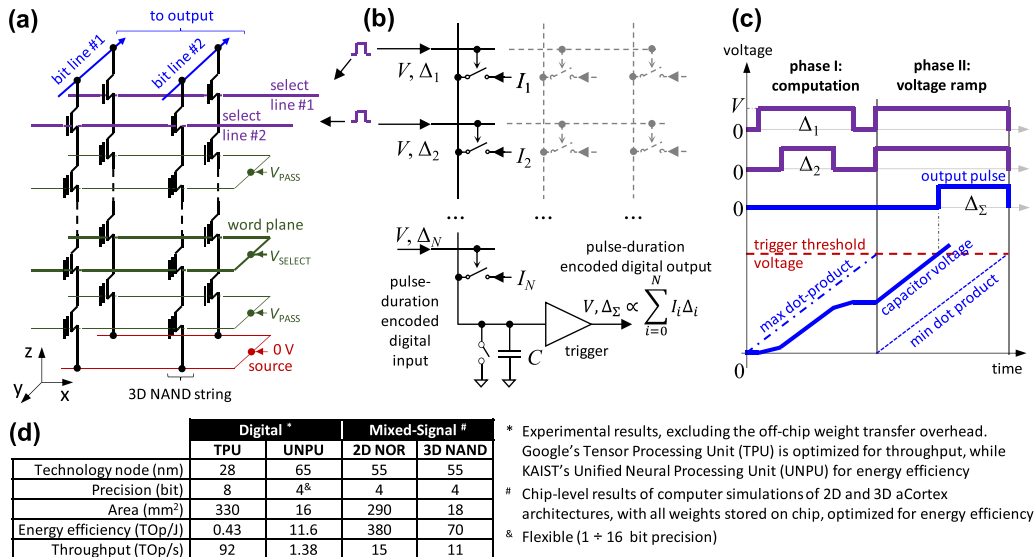 (a)
to output
bit line #1
bit line #2
select
line #1
select
line #2
V_PASS
word plane
V_SELECT
V_PASS
0 V
source
z
y
x
3D NAND string
(b)
V, Δ₁
I₁
V, Δ₂
I₂
...
...
...
V, Δ_N
I_N
pulse-
duration
encoded
digital
input
pulse-duration
encoded digital output
V, Δ_Σ ∝ ∑_{i=0}^{N} I_i Δ_i
C
trigger
(c)
voltage
phase I:
computation
phase II:
voltage ramp
V
0
Δ₁
0
Δ₂
output pulse
0
Δ_Σ
trigger threshold
voltage
max dot-product
capacitor voltage
min dot product
0
time
(d)
Digital * Mixed-Signal #
TPU UNPU 2D NOR 3D NAND
Technology node (nm) 28 65 55 55
Precision (bit) 8 4& 4 4
Area (mm²) 330 16 290 18
Energy efficiency (TOp/J) 0.43 11.6 380 70
Throughput (TOp/s) 92 1.38 15 11
* Experimental results, excluding the off-chip weight transfer overhead.
Google's Tensor Processing Unit (TPU) is optimized for throughput, while
KAIST's Unified Neural Processing Unit (UNPU) for energy efficiency
# Chip-level results of computer simulations of 2D and 3D aCortex
architectures, with all weights stored on chip, optimized for energy efficiency
& Flexible (1 ÷ 16 bit precision)